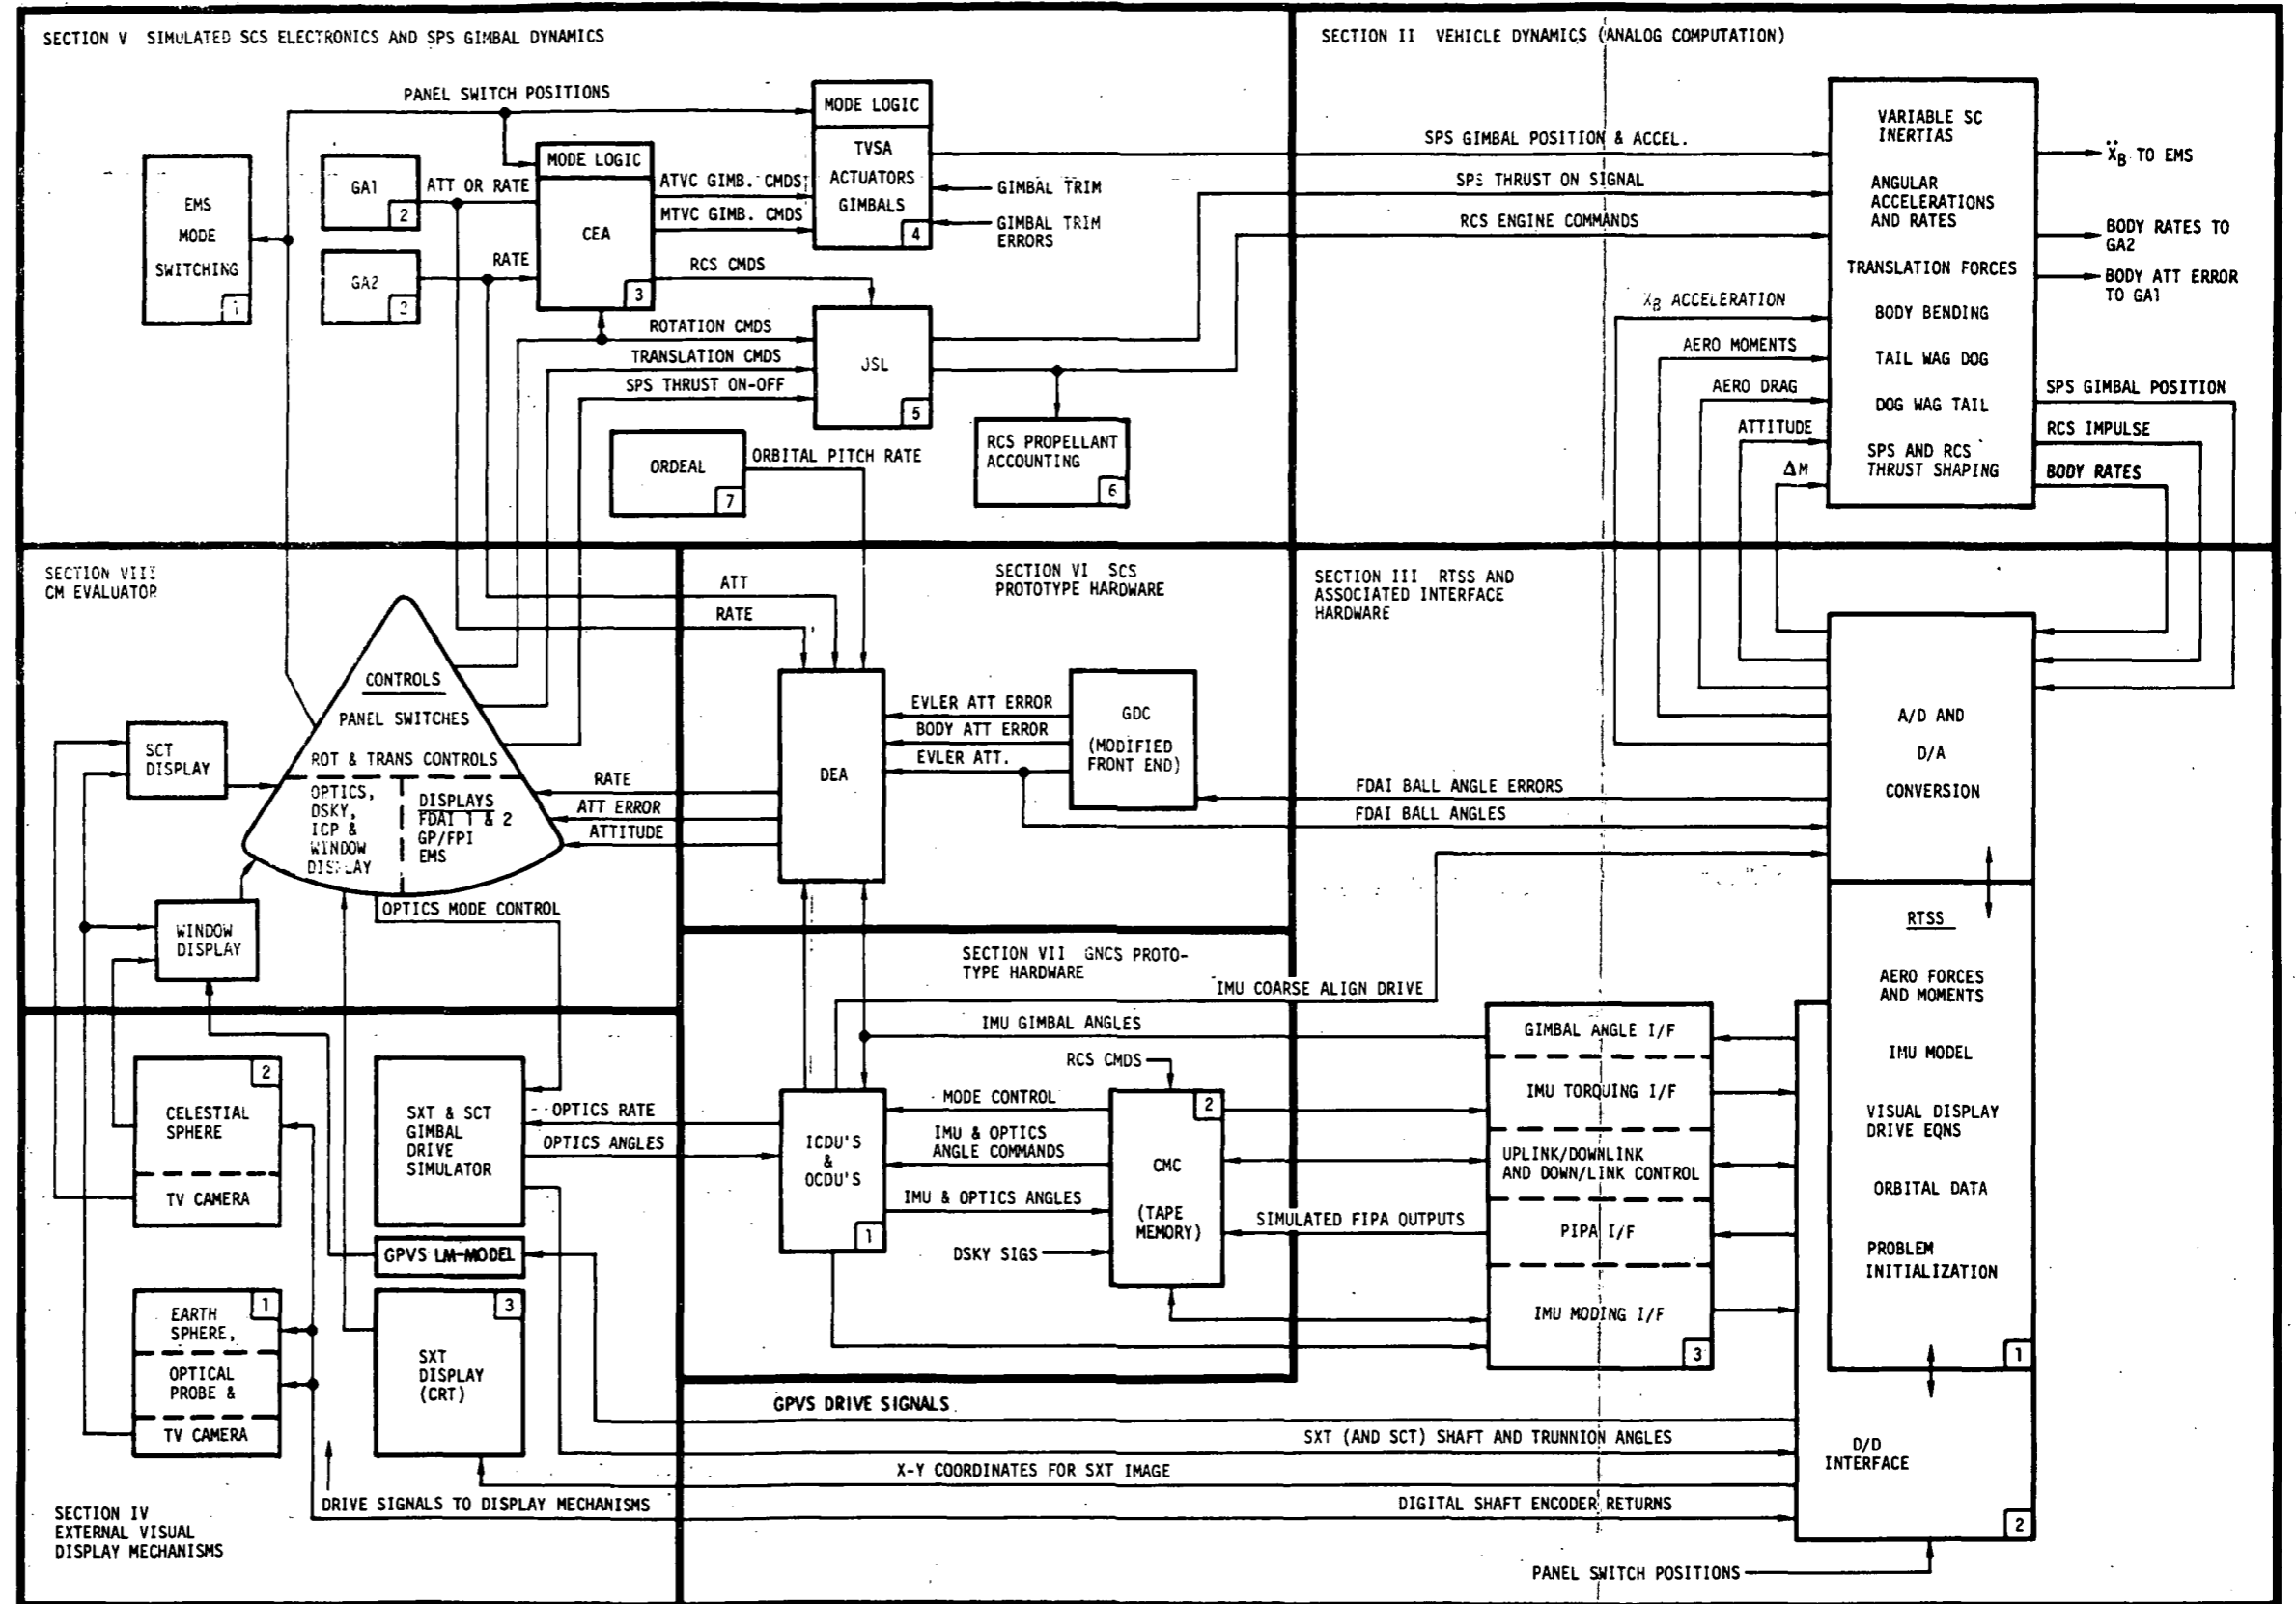 SECTION V SIMULATED SCS ELECTRONICS AND SPS GIMBAL DYNAMICS
PANEL SWITCH POSITIONS
EMS
MODE
SWITCHING
1
GA1
2
ATT OR RATE
GA2
RATE
MODE LOGIC
CEA
3
ATVC GIMB. CMDS
MTVC GIMB. CMDS
RCS CMDS
MODE LOGIC
TVSA
ACTUATORS
GIMBALS
4
GIMBAL TRIM
GIMBAL TRIM
ERRORS
ROTATION CMDS
TRANSLATION CMDS
SPS THRUST ON-OFF
JSL
5
ORDEAL
7
ORBITAL PITCH RATE
RCS PROPELLANT
ACCOUNTING
6
SECTION II VEHICLE DYNAMICS (ANALOG COMPUTATION)
SPS GIMBAL POSITION & ACCEL.
SPS THRUST ON SIGNAL
RCS ENGINE COMMANDS
ẌB TO EMS
BODY RATES TO
GA2
BODY ATT ERROR
TO GA1
VARIABLE SC
INERTIAS
ANGULAR
ACCELERATIONS
AND RATES
TRANSLATION FORCES
BODY BENDING
TAIL WAG DOG
DOG WAG TAIL
SPS AND RCS
THRUST SHAPING
XB ACCELERATION
AERO MOMENTS
AERO DRAG
ATTITUDE
ΔM
SPS GIMBAL POSITION
RCS IMPULSE
BODY RATES
SECTION VIII
CM EVALUATOR
CONTROLS
PANEL SWITCHES
ROT & TRANS CONTROLS
OPTICS,
DSKY,
ICP &
WINDOW
DISPLAY
DISPLAYS
FDAI 1 & 2
GP/FPI
EMS
SCT
DISPLAY
WINDOW
DISPLAY
OPTICS MODE CONTROL
RATE
ATT ERROR
ATTITUDE
SECTION VI SCS
PROTOTYPE HARDWARE
ATT
RATE
DEA
EVLER ATT ERROR
BODY ATT ERROR
EVLER ATT.
GDC
(MODIFIED
FRONT END)
SECTION III RTSS AND
ASSOCIATED INTERFACE
HARDWARE
FDAI BALL ANGLE ERRORS
FDAI BALL ANGLES
A/D AND
D/A
CONVERSION
RTSS
AERO FORCES
AND MOMENTS
IMU MODEL
VISUAL DISPLAY
DRIVE EQNS
ORBITAL DATA
PROBLEM
INITIALIZATION
1
D/D
INTERFACE
2
SECTION VII GNCS PROTO-
TYPE HARDWARE
IMU COARSE ALIGN DRIVE
IMU GIMBAL ANGLES
RCS CMDS
MODE CONTROL
IMU & OPTICS
ANGLE COMMANDS
IMU & OPTICS ANGLES
DSKY SIGS
ICDU'S
&
OCDU'S
1
CMC
(TAPE
MEMORY)
2
SIMULATED FIPA OUTPUTS
GIMBAL ANGLE I/F
IMU TORQUING I/F
UPLINK/DOWNLINK
AND DOWN/LINK CONTROL
PIPA I/F
IMU MODING I/F
3
CELESTIAL
SPHERE
2
TV CAMERA
SXT & SCT
GIMBAL
DRIVE
SIMULATOR
OPTICS RATE
OPTICS ANGLES
GPVS LM-MODEL
EARTH
SPHERE,
1
OPTICAL
PROBE &
TV CAMERA
SXT
DISPLAY
(CRT)
3
GPVS DRIVE SIGNALS
SXT (AND SCT) SHAFT AND TRUNNION ANGLES
X-Y COORDINATES FOR SXT IMAGE
DRIVE SIGNALS TO DISPLAY MECHANISMS
DIGITAL SHAFT ENCODER RETURNS
SECTION IV
EXTERNAL VISUAL
DISPLAY MECHANISMS
PANEL SWITCH POSITIONS